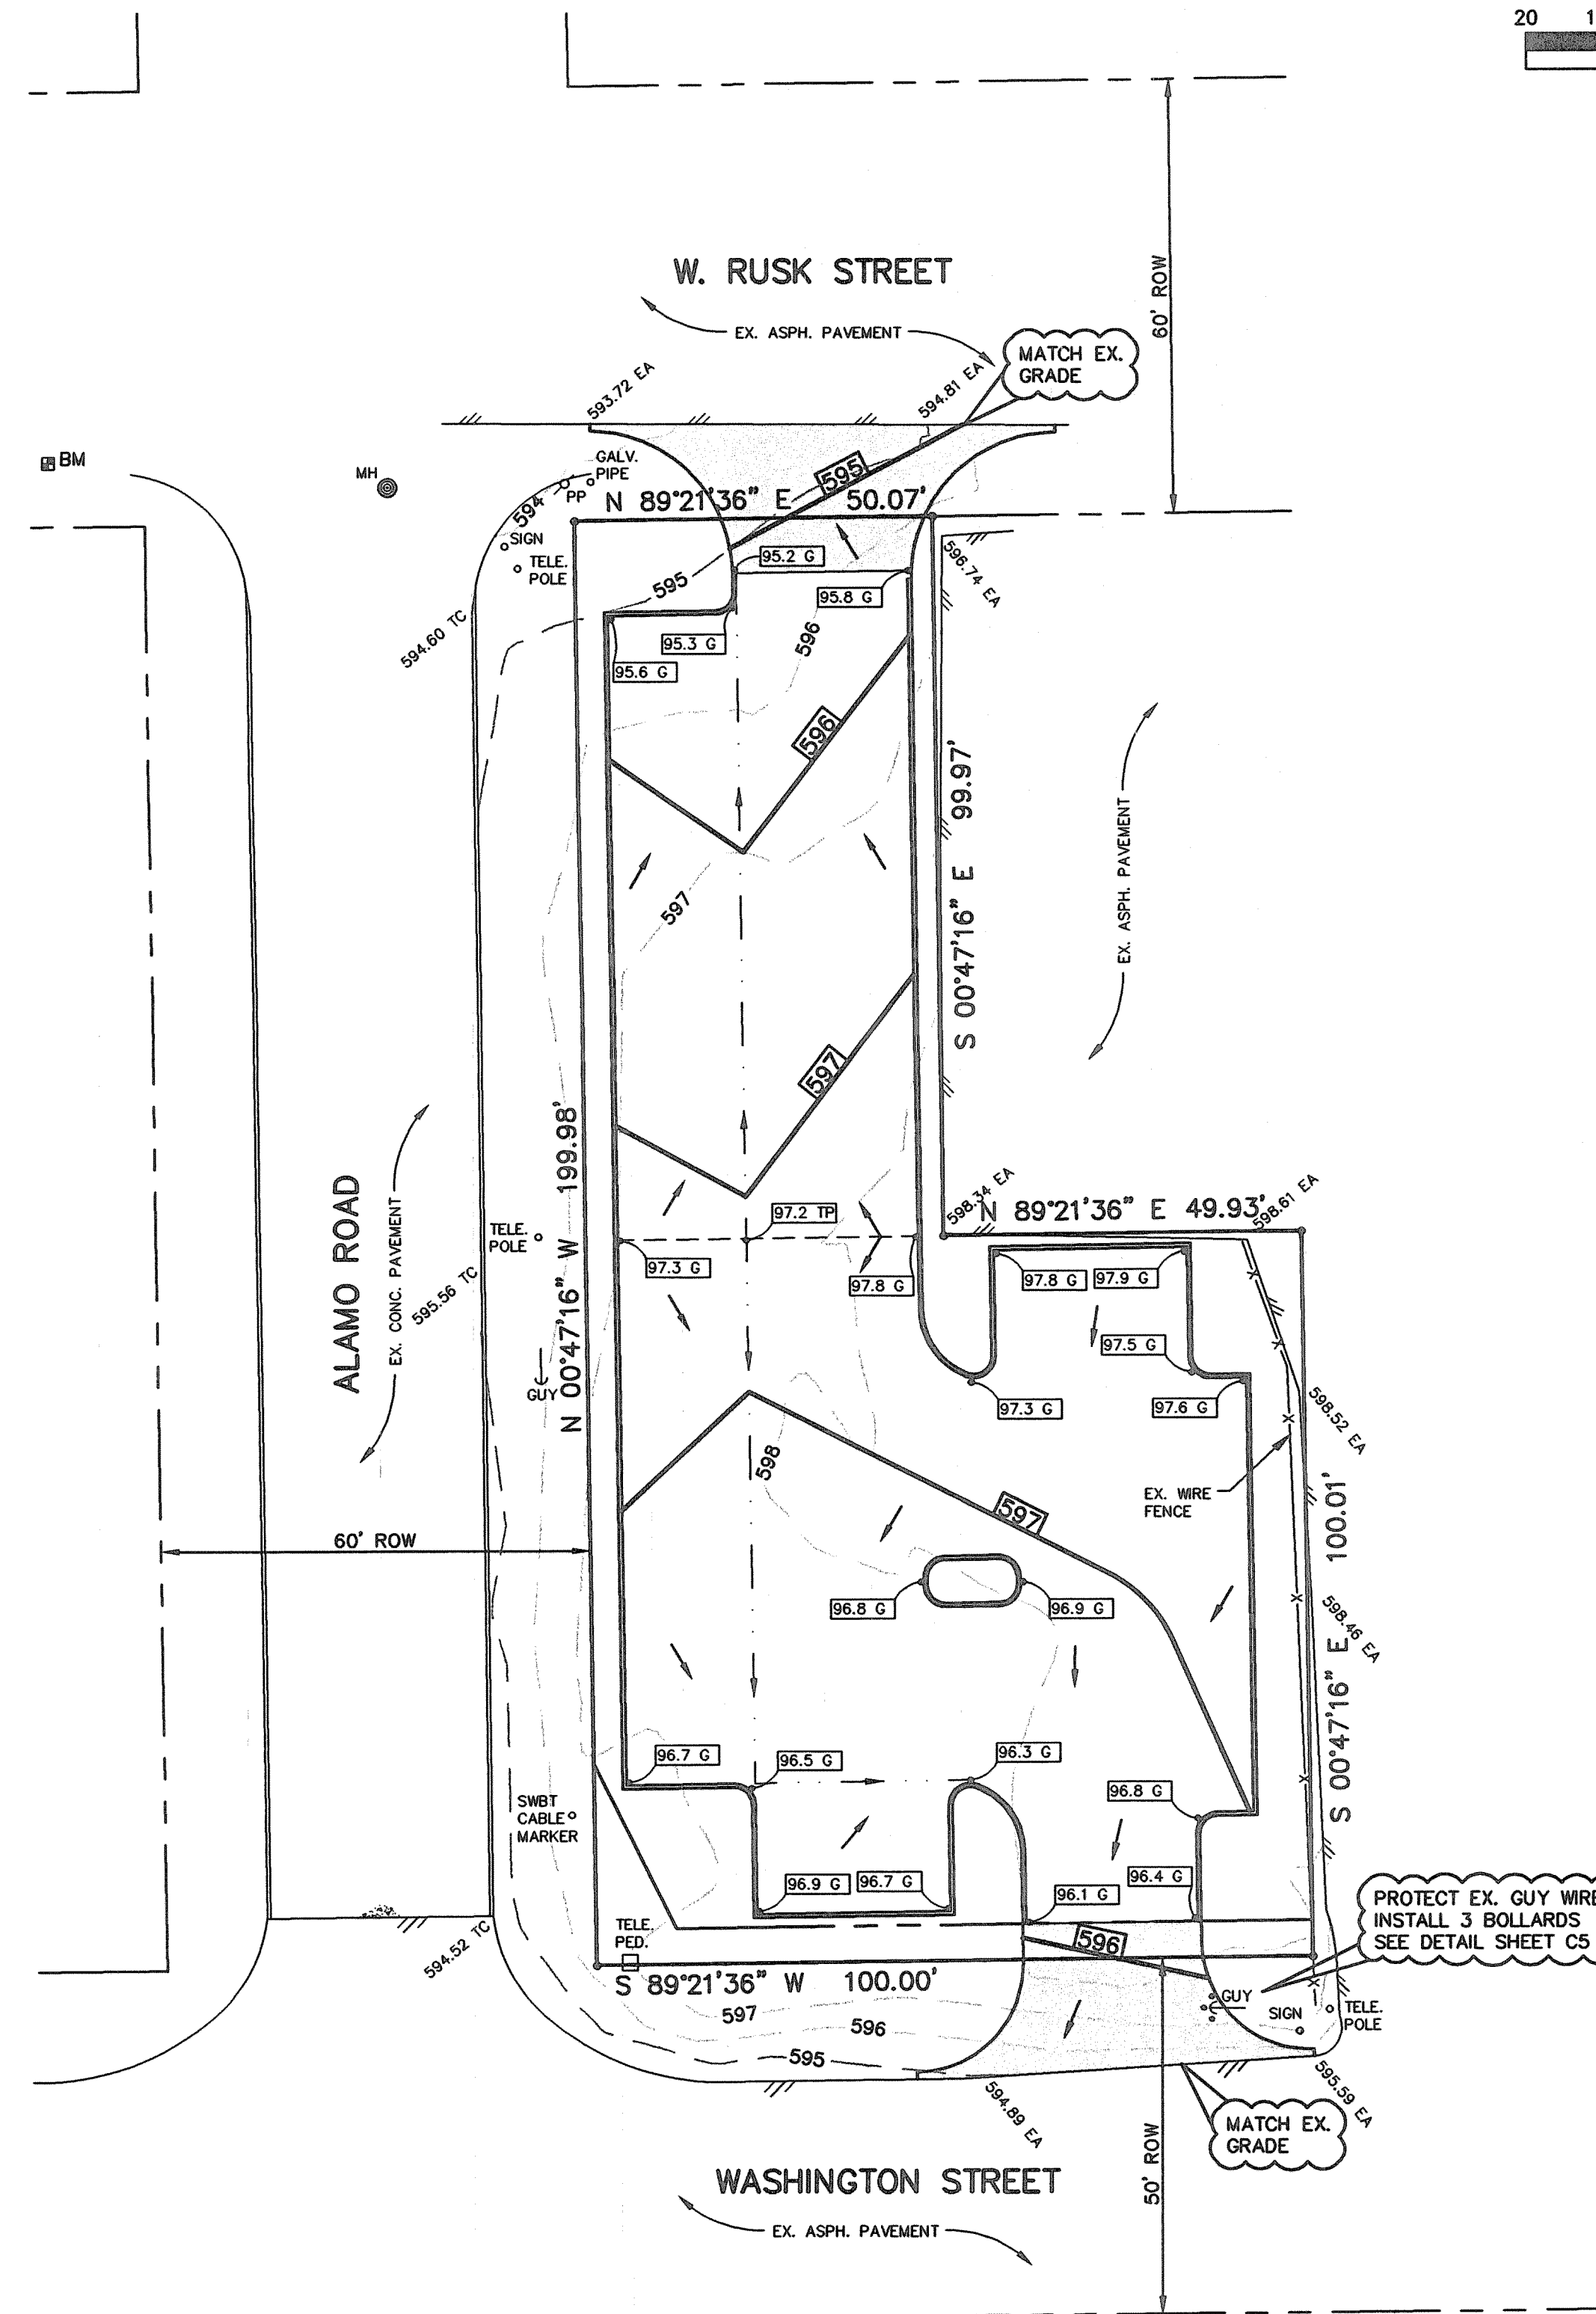 20
W. RUSK STREET
EX. ASPH. PAVEMENT
60' ROW
MATCH EX.
GRADE
593.72 EA
594.81 EA
BM
MH
GALV.
PIPE
PP
594
595
N 89°21'36" E 50.07'
SIGN
TELE.
POLE
595
95.2 G
596.74 EA
95.8 G
594.60 TC
95.3 G
596
95.6 G
596
597
S 00°47'16" E 99.97'
EX. ASPH. PAVEMENT
597
ALAMO ROAD
EX. CONC. PAVEMENT
N 00°47'16" W 199.98'
TELE.
POLE
97.2 TP
598.34 EA
N 89°21'36" E 49.93'
598.61 EA
97.3 G
97.8 G
97.8 G
97.9 G
595.56 TC
97.5 G
GUY
97.3 G
97.6 G
598.52 EA
598
EX. WIRE
FENCE
597
S 00°47'16" E 100.01'
60' ROW
96.8 G
96.9 G
598.46 EA
96.7 G
96.5 G
96.3 G
SWBT
CABLE
MARKER
96.8 G
96.9 G
96.7 G
96.4 G
96.1 G
PROTECT EX. GUY WIRE
INSTALL 3 BOLLARDS
SEE DETAIL SHEET C5
594.52 TC
TELE.
PED.
596
S 89°21'36" W 100.00'
GUY
SIGN
TELE.
POLE
597
596
595
594.89 EA
595.59 EA
MATCH EX.
GRADE
50' ROW
WASHINGTON STREET
EX. ASPH. PAVEMENT